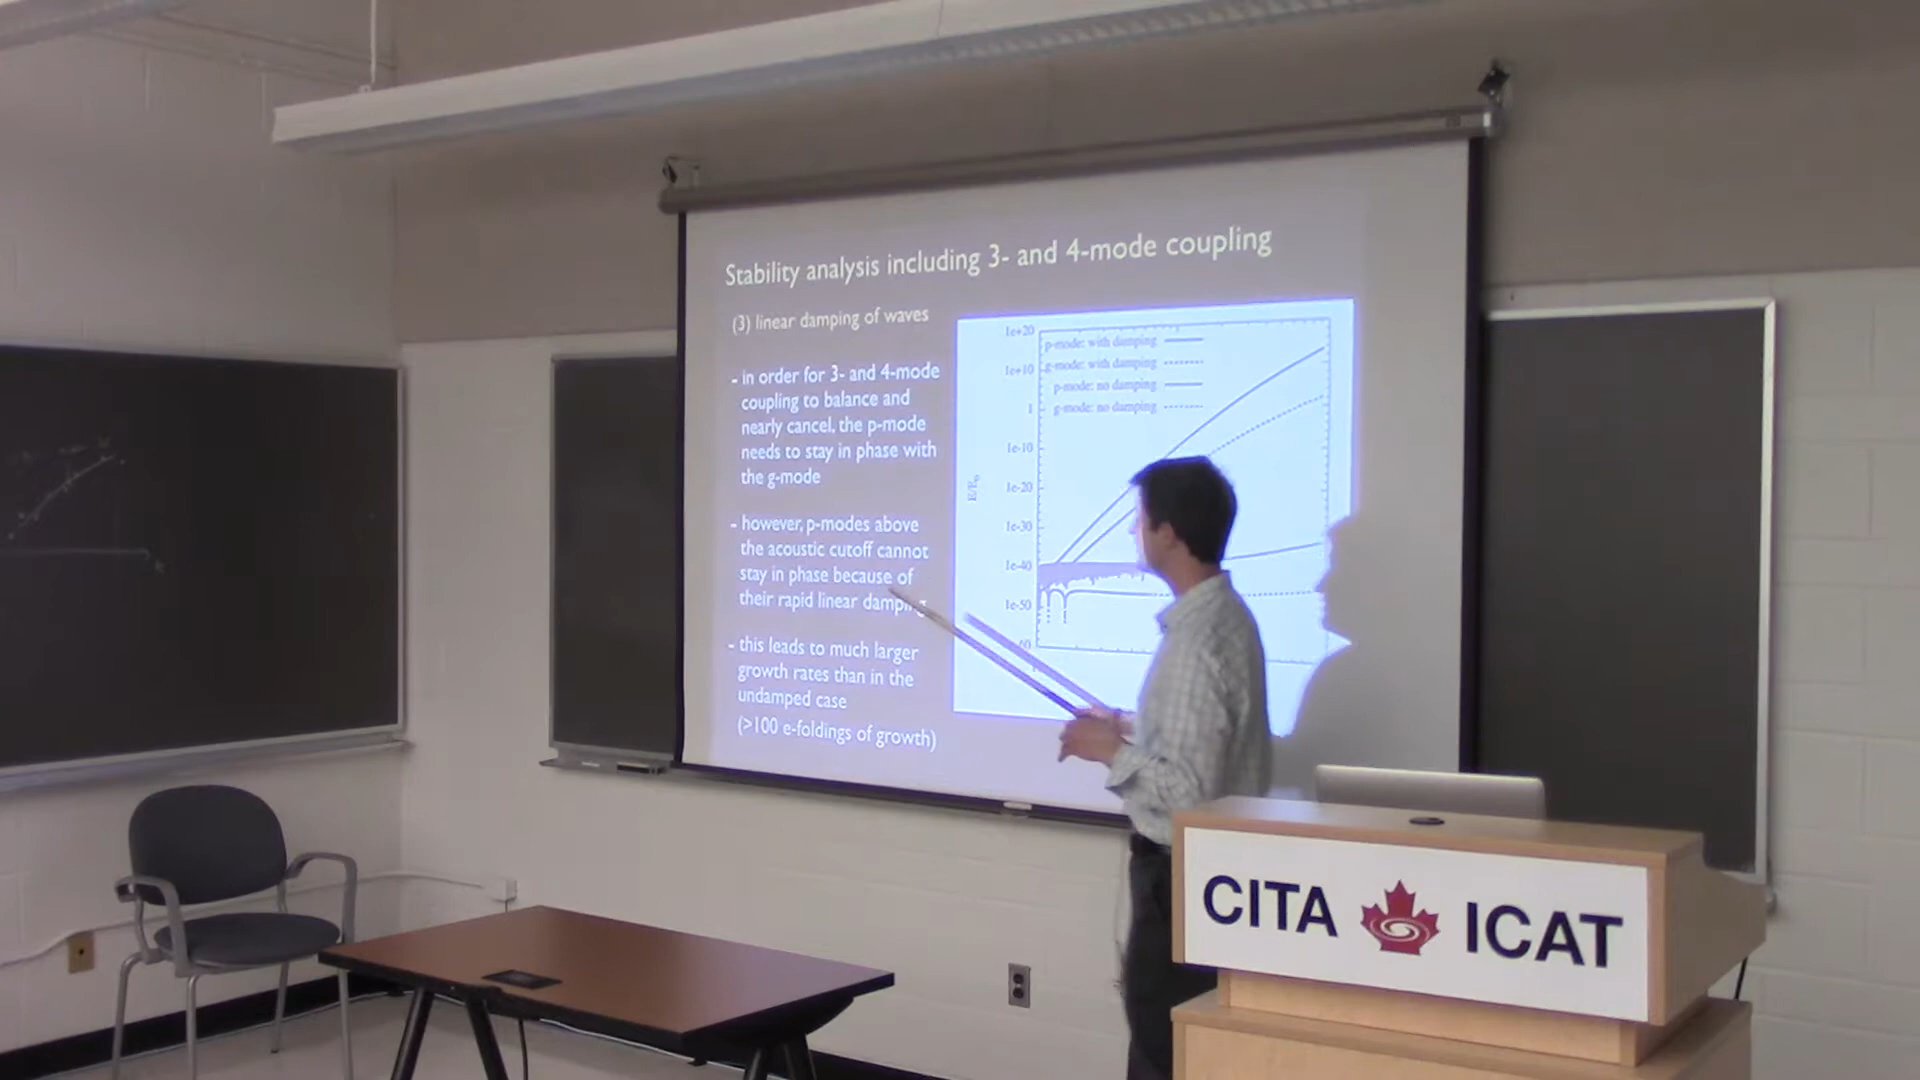 Stability analysis including 3- and 4-mode coupling
(3) linear damping of waves
- in order for 3- and 4-mode
coupling to balance and
nearly cancel, the p-mode
needs to stay in phase with
the g-mode
- however, p-modes above
the acoustic cutoff cannot
stay in phase because of
their rapid linear damping
- this leads to much larger
growth rates than in the
undamped case
(>100 e-foldings of growth)
p-mode: with damping
g-mode: with damping
p-mode: no damping
g-mode: no damping
1e+20
1e+10
1
1e-10
1e-20
1e-30
1e-40
1e-50
CITA ICAT